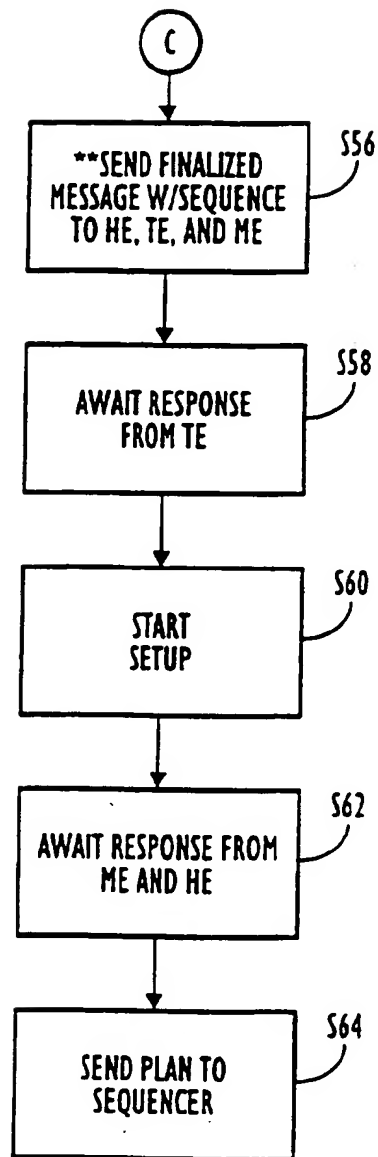 C
**SEND FINALIZED
MESSAGE W/SEQUENCE
TO HE, TE, AND ME
S56
AWAIT RESPONSE
FROM TE
S58
START
SETUP
S60
AWAIT RESPONSE FROM
ME AND HE
S62
SEND PLAN TO
SEQUENCER
S64